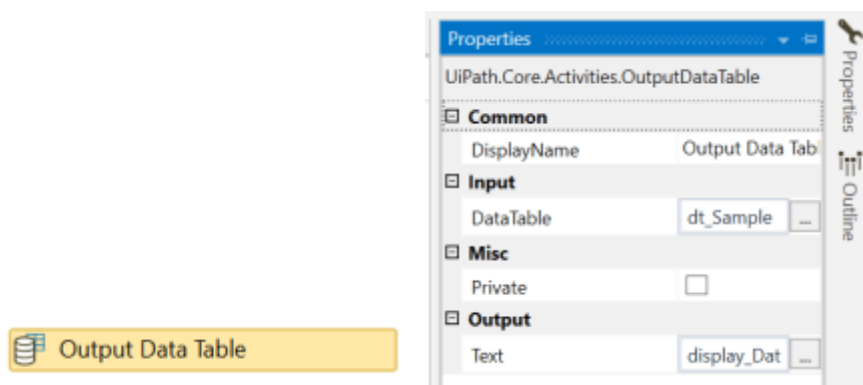 Properties
UiPath.Core.Activities.OutputDataTable
Common
DisplayName Output Data Tabl
Input
DataTable dt_Sample ...
Misc
Private
Output
Text display_Dat ...
Output Data Table
Properties
Outline